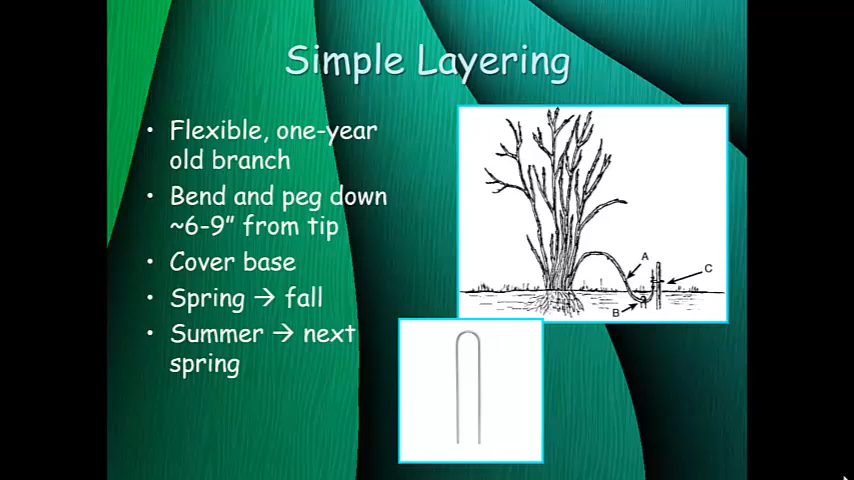 Simple Layering
• Flexible, one-year
old branch
• Bend and peg down
~6-9” from tip
• Cover base
• Spring → fall
• Summer → next
spring
A
C
B